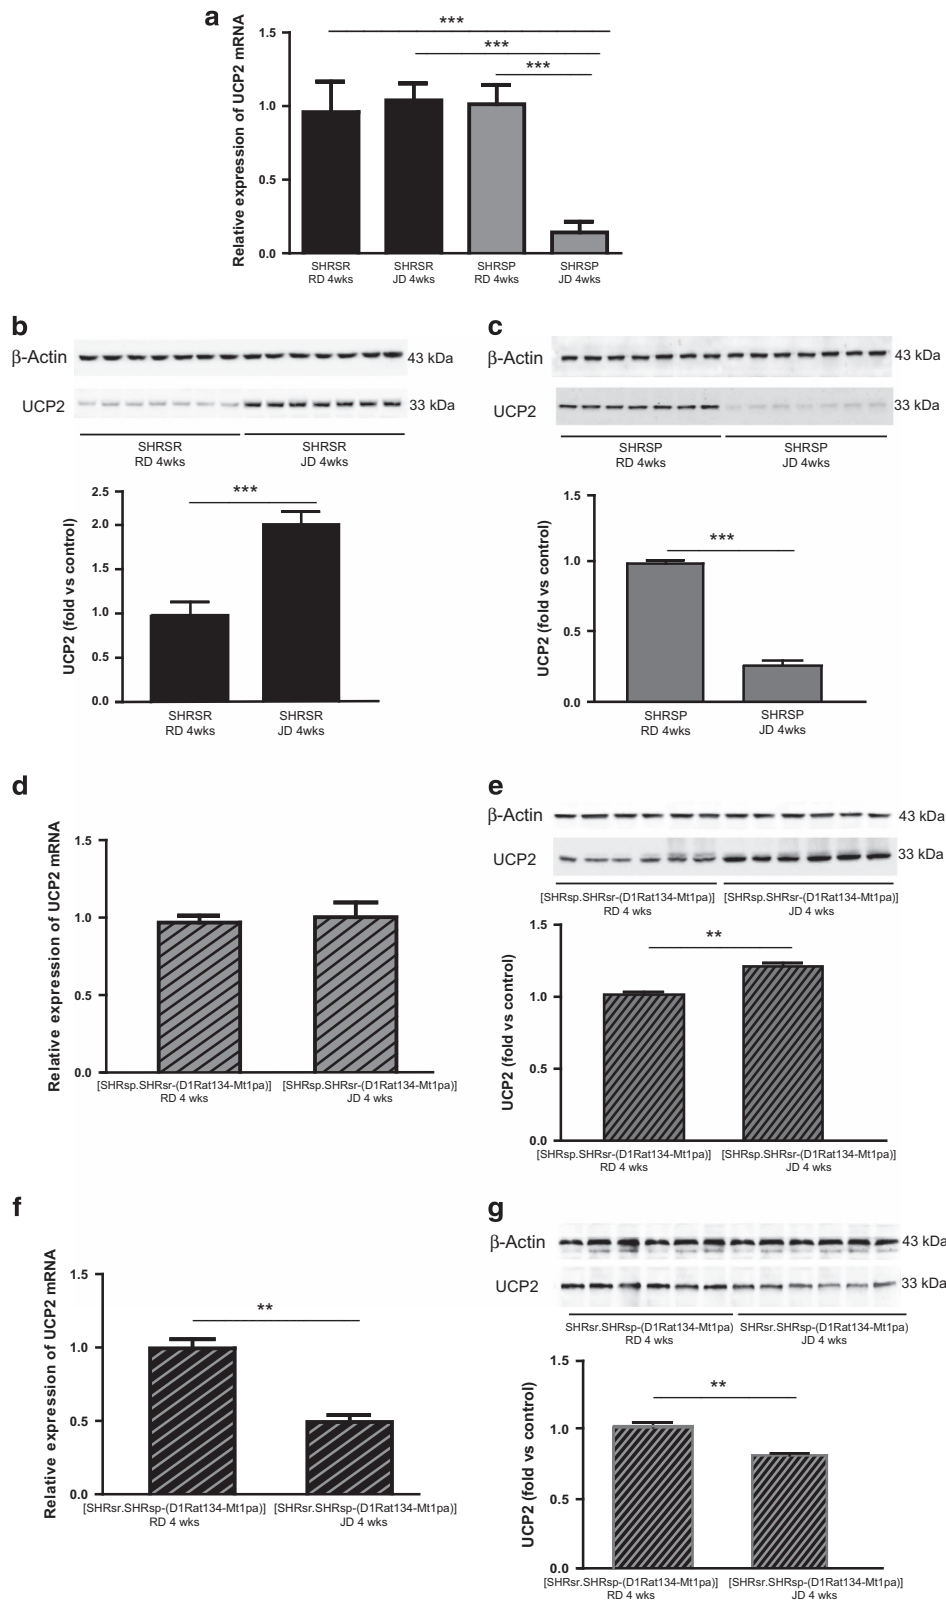 a
***
***
***
Relative expression of UCP2 mRNA
1.5
1.0
0.5
0.0
SHRSR
RD 4wks
SHRSR
JD 4wks
SHRSP
RD 4wks
SHRSP
JD 4wks
b
β-Actin
43 kDa
UCP2
33 kDa
SHRSR
RD 4wks
SHRSR
JD 4wks
UCP2 (fold vs control)
2.5
2.0
1.5
1.0
0.5
0.0
***
SHRSR
RD 4wks
SHRSR
JD 4wks
c
β-Actin
43 kDa
UCP2
33 kDa
SHRSP
RD 4wks
SHRSP
JD 4wks
UCP2 (fold vs control)
1.5
1.0
0.5
0.0
***
SHRSP
RD 4wks
SHRSP
JD 4wks
d
Relative expression of UCP2 mRNA
1.5
1.0
0.5
0.0
[SHRsp.SHRsr-(D1Rat134-Mt1pa)]
RD 4 wks
[SHRsp.SHRsr-(D1Rat134-Mt1pa)]
JD 4 wks
e
β-Actin
43 kDa
UCP2
33 kDa
[SHRsp.SHRsr-(D1Rat134-Mt1pa)]
RD 4 wks
[SHRsp.SHRsr-(D1Rat134-Mt1pa)]
JD 4 wks
UCP2 (fold vs control)
1.5
1.0
0.5
0.0
**
[SHRsp.SHRsr-(D1Rat134-Mt1pa)]
RD 4 wks
[SHRsp.SHRsr-(D1Rat134-Mt1pa)]
JD 4 wks
f
Relative expression of UCP2 mRNA
1.5
1.0
0.5
0.0
**
[SHRsr.SHRsp-(D1Rat134-Mt1pa)]
RD 4 wks
[SHRsr.SHRsp-(D1Rat134-Mt1pa)]
JD 4 wks
g
β-Actin
43 kDa
UCP2
33 kDa
SHRsr.SHRsp-(D1Rat134-Mt1pa)
RD 4 wks
SHRsr.SHRsp-(D1Rat134-Mt1pa)
JD 4 wks
UCP2 (fold vs control)
1.5
1.0
0.5
0.0
**
[SHRsr.SHRsp-(D1Rat134-Mt1pa)]
RD 4 wks
[SHRsr.SHRsp-(D1Rat134-Mt1pa)]
JD 4 wks